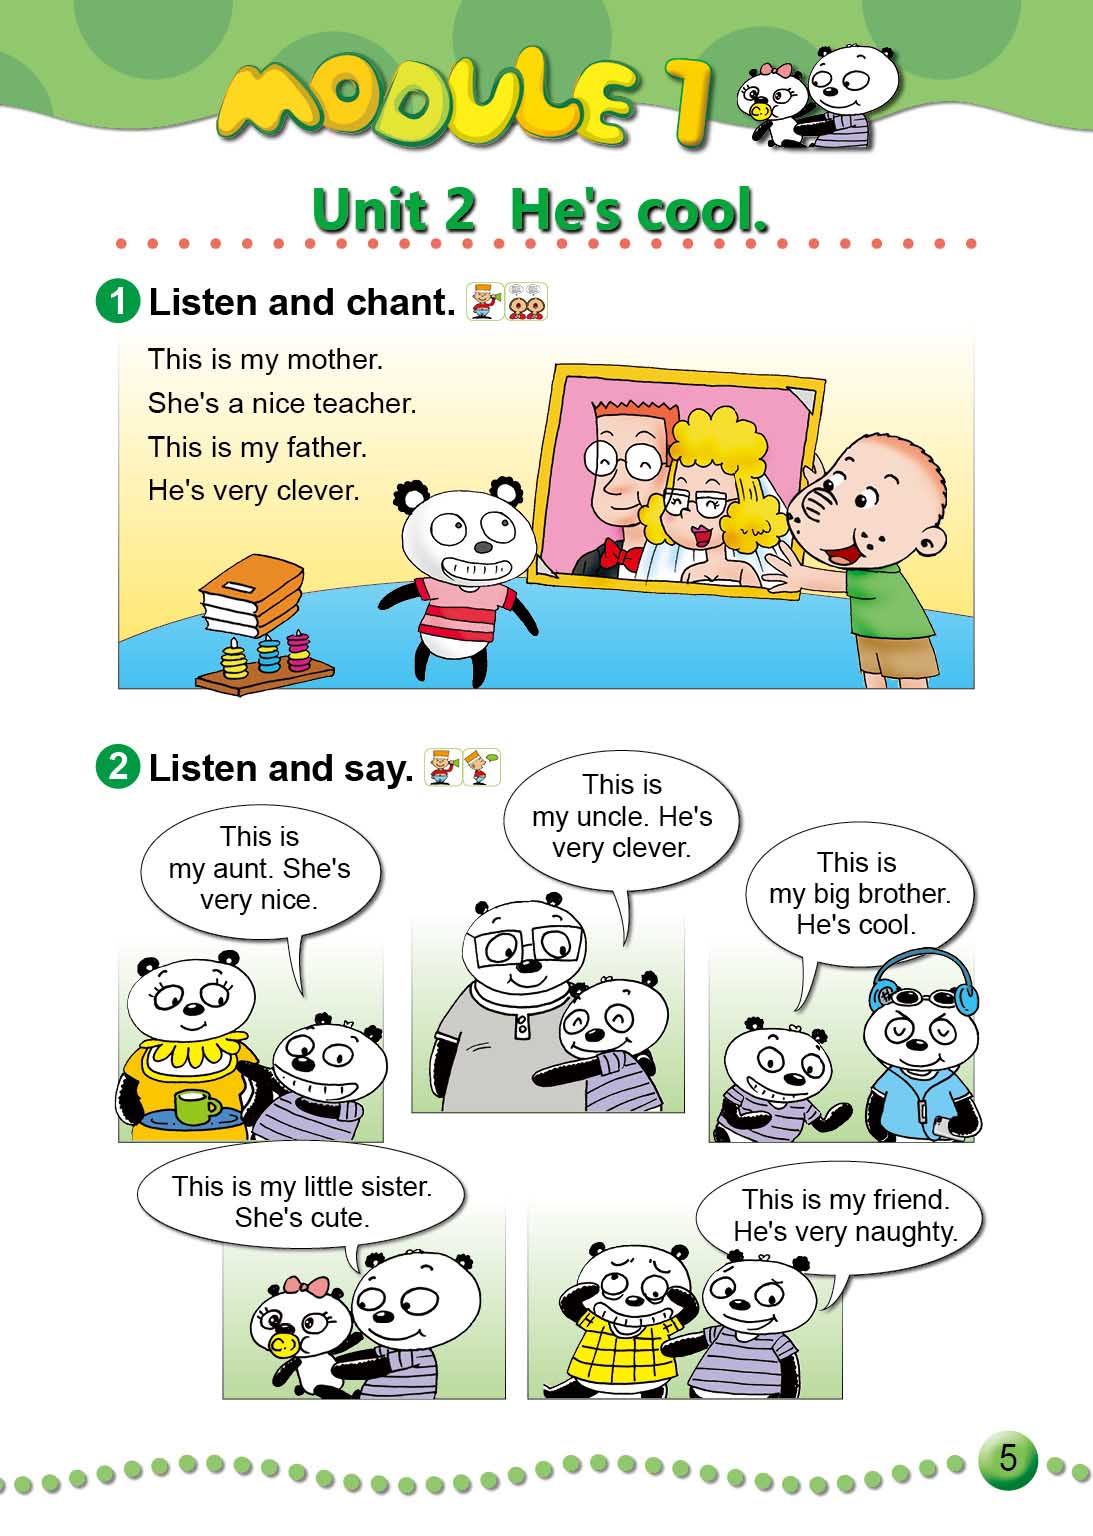 MODULE 1
Unit 2 He's cool.
1 Listen and chant.
This is my mother.
She's a nice teacher.
This is my father.
He's very clever.
2 Listen and say.
This is
my aunt. She's
very nice.
This is
my uncle. He's
very clever.
This is
my big brother.
He's cool.
This is my little sister.
She's cute.
This is my friend.
He's very naughty.
5